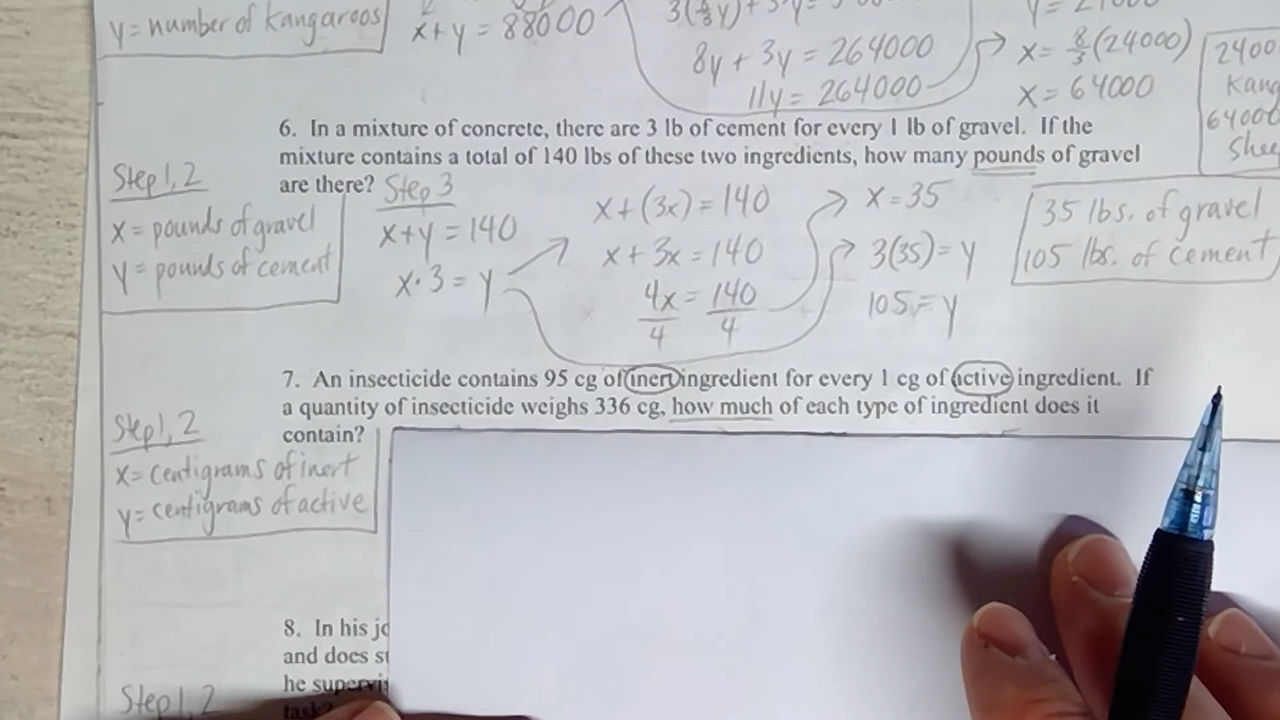 y = number of kangaroos
x + y = 88000
8y + 3y = 264000
11y = 264000
x = 8/3 (24000)
x = 64000
6. In a mixture of concrete, there are 3 lb of cement for every 1 lb of gravel. If the
mixture contains a total of 140 lbs of these two ingredients, how many pounds of gravel
are there?
Step 1, 2
x = pounds of gravel
y = pounds of cement
Step 3
x + y = 140
x · 3 = y
x + (3x) = 140
x + 3x = 140
4x = 140
4 4
x = 35
3(35) = y
105 = y
35 lbs. of gravel
105 lbs. of cement
7. An insecticide contains 95 cg of inert ingredient for every 1 cg of active ingredient. If
a quantity of insecticide weighs 336 cg, how much of each type of ingredient does it
contain?
Step 1, 2
x = centigrams of inert
y = centigrams of active
8. In his
and does
he
task?
Step 1, 2